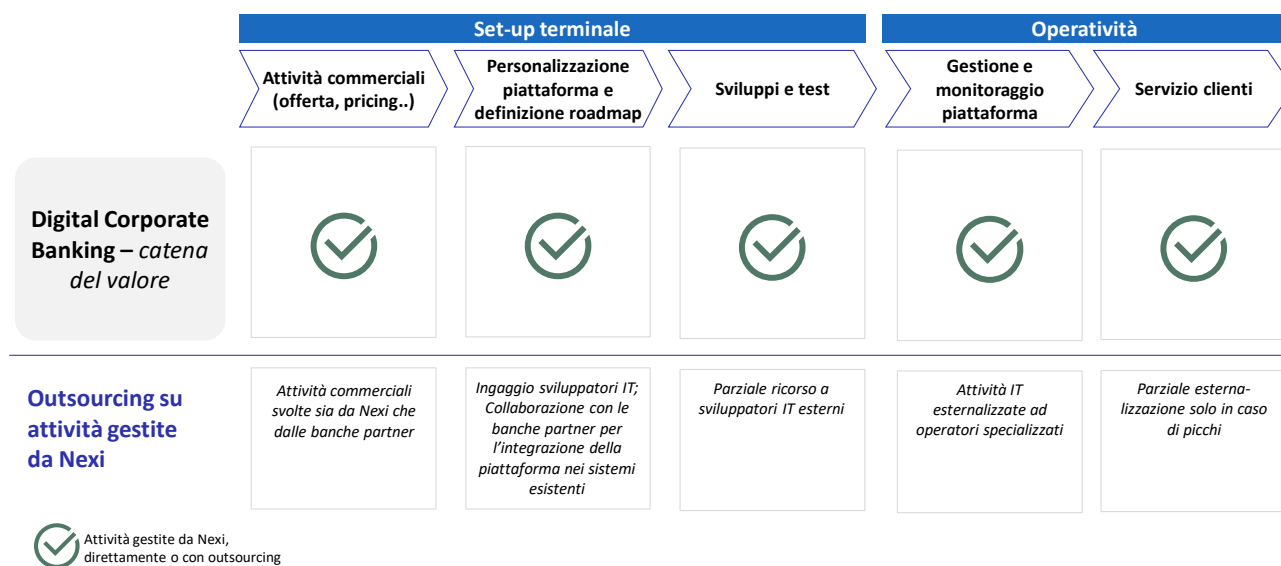 Set-up terminale
Operatività
Attività commerciali
(offerta, pricing..)
Personalizzazione
piattaforma e
definizione roadmap
Sviluppi e test
Gestione e
monitoraggio
piattaforma
Servizio clienti
Digital Corporate
Banking – catena
del valore
Outsourcing su
attività gestite
da Nexi
Attività commerciali
svolte sia da Nexi che
dalle banche partner
Ingaggio sviluppatori IT;
Collaborazione con le
banche partner per
l'integrazione della
piattaforma nei sistemi
esistenti
Parziale ricorso a
sviluppatori IT esterni
Attività IT
esternalizzate ad
operatori specializzati
Parziale esterna-
lizzazione solo in caso
di picchi
Attività gestite da Nexi,
direttamente o con outsourcing